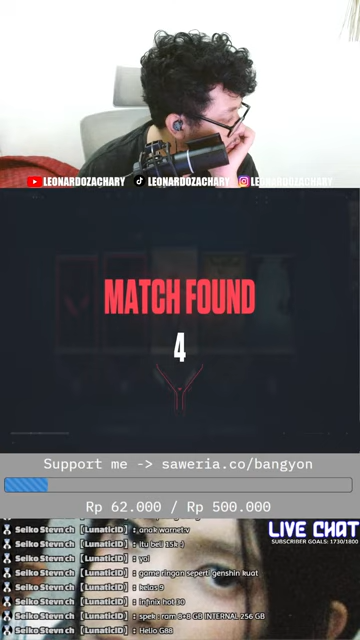 LEONARDOZACHARY LEONARDOZACHARY LEONARDOZACHARY
MATCH FOUND
4
Support me -> saweria.co/bangyon
Rp 62.000 / Rp 500.000
LIVE CHAT
SUBSCRIBER GOALS: 1730/1800
Seiko Stevn ch [LunaticID] : anak warnet:v
Seiko Stevn ch [LunaticID] : itu bel 15k :)
Seiko Stevn ch [LunaticID] : ya!
Seiko Stevn ch [LunaticID] : game ringan seperti genshin kuat
Seiko Stevn ch [LunaticID] : kelas 9
Seiko Stevn ch [LunaticID] : infinix hot 30
Seiko Stevn ch [LunaticID] : spek: ram 8+8 GB INTERNAL 256 GB
Seiko Stevn ch [LunaticID] : Helio G88